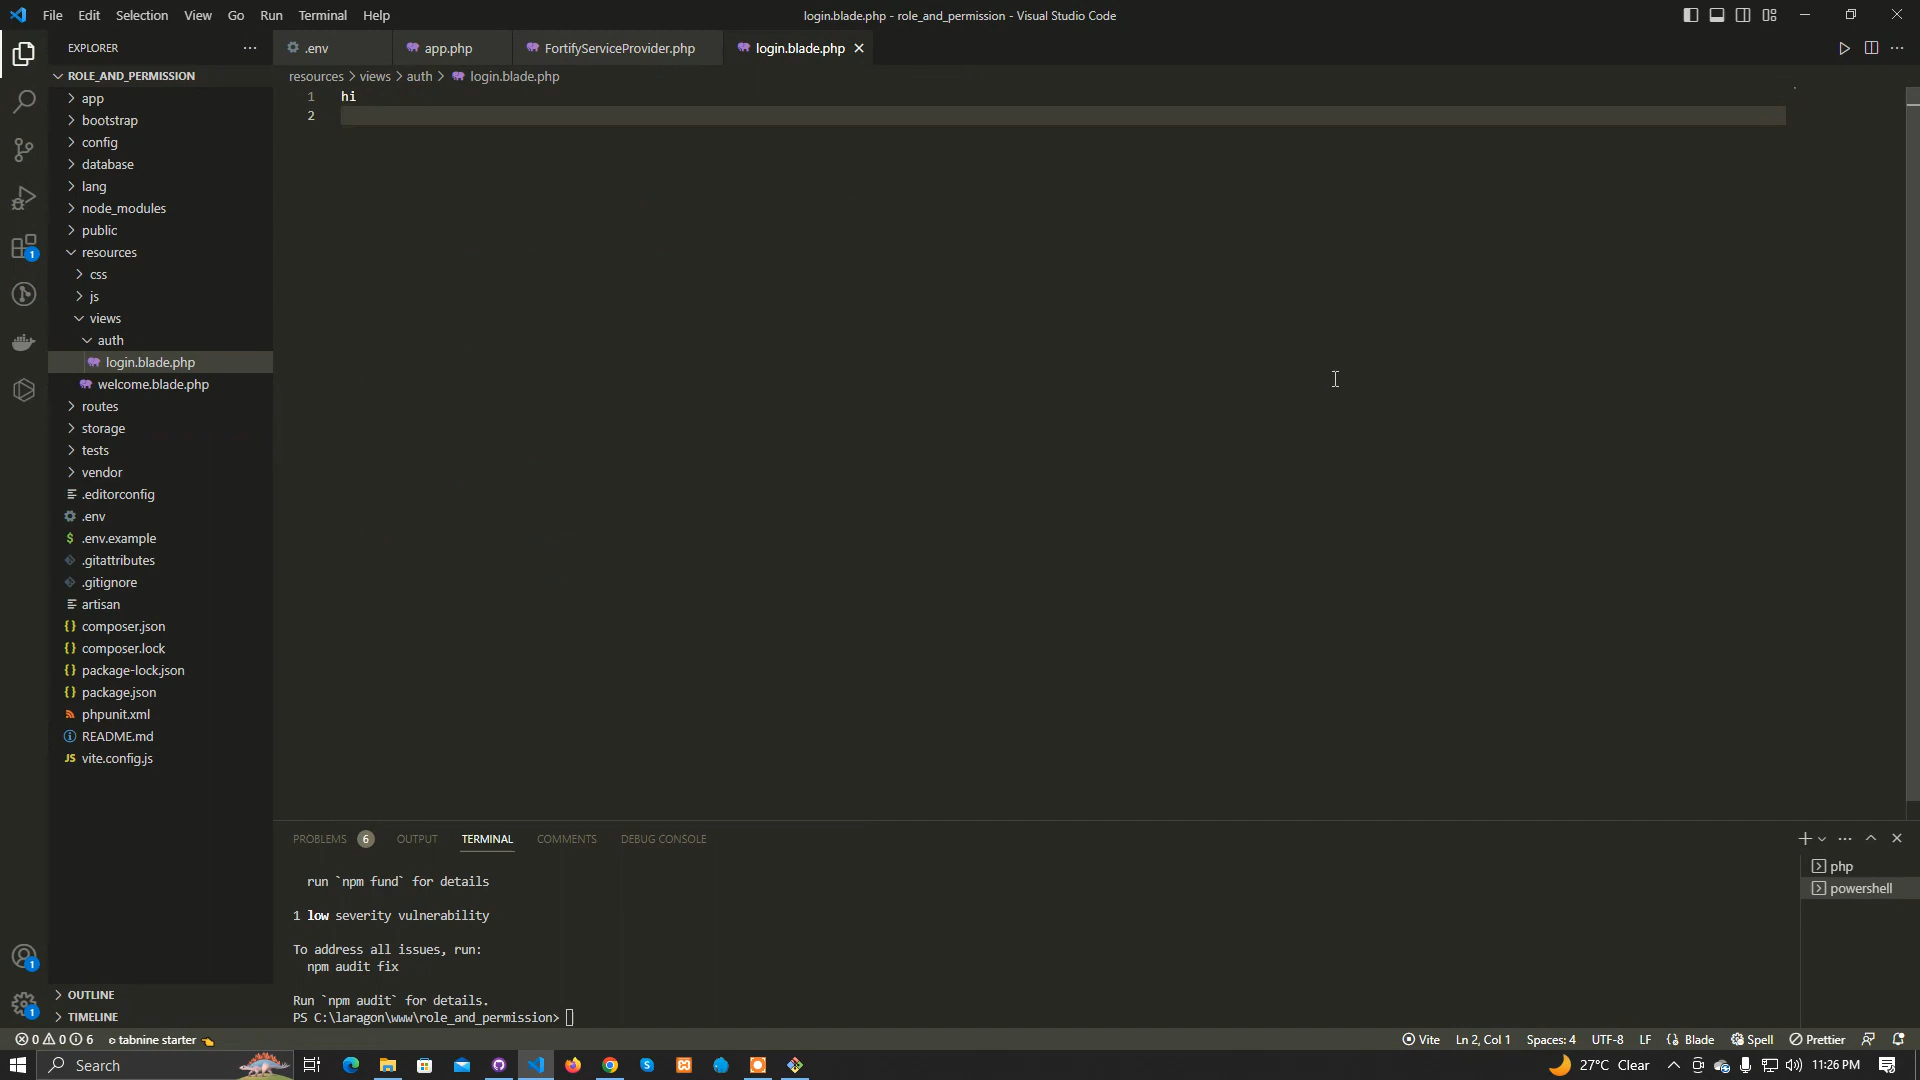 File Edit Selection View Go Run Terminal Help
login.blade.php - role_and_permission - Visual Studio Code
EXPLORER
ROLE_AND_PERMISSION
app
bootstrap
config
database
lang
node_modules
public
resources
css
js
views
auth
login.blade.php
welcome.blade.php
routes
storage
tests
vendor
.editorconfig
.env
.env.example
.gitattributes
.gitignore
artisan
composer.json
composer.lock
package-lock.json
package.json
phpunit.xml
README.md
JS vite.config.js
OUTLINE
TIMELINE
.env app.php FortifyServiceProvider.php login.blade.php
resources > views > auth > login.blade.php
1 hi
2
PROBLEMS 6 OUTPUT TERMINAL COMMENTS DEBUG CONSOLE
run `npm fund` for details
1 low severity vulnerability
To address all issues, run:
npm audit fix
Run `npm audit` for details.
PS C:\laragon\www\role_and_permission>
php
powershell
0 0 6 tabnine starter
Vite Ln 2, Col 1 Spaces: 4 UTF-8 LF Blade Spell Prettier
Search
27°C Clear 11:26 PM